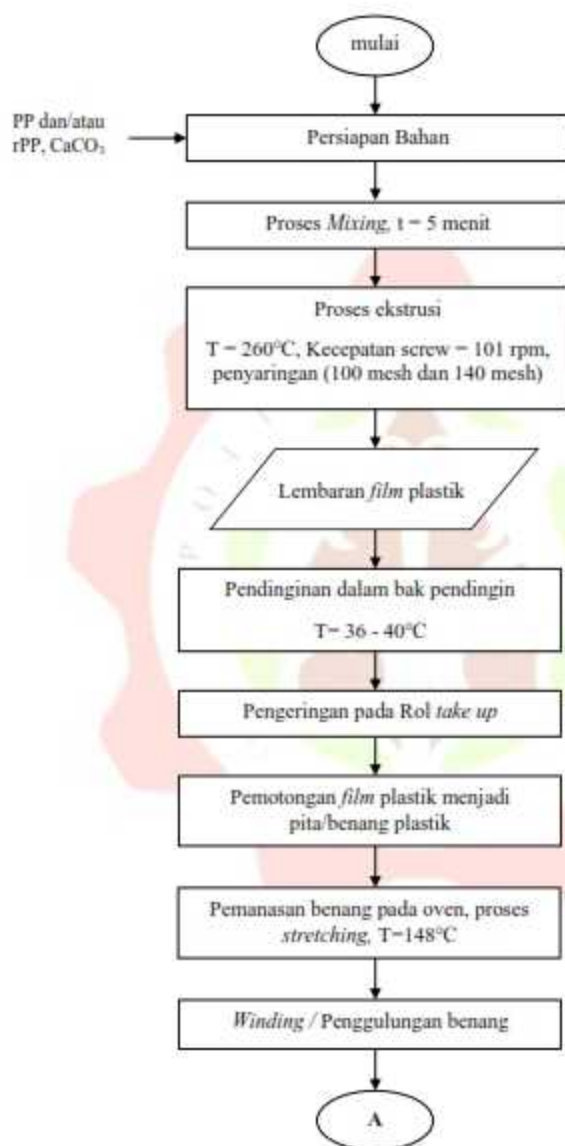 mulai
PP dan/atau
rPP, CaCO₃
Persiapan Bahan
Proses Mixing, t = 5 menit
Proses ekstrusi
T = 260°C, Kecepatan screw = 101 rpm,
penyaringan (100 mesh dan 140 mesh)
Lembaran film plastik
Pendinginan dalam bak pendingin
T= 36 - 40°C
Pengeringan pada Rol take up
Pemotongan film plastik menjadi
pita/benang plastik
Pemanasan benang pada oven, proses
stretching, T=148°C
Winding / Penggulungan benang
A